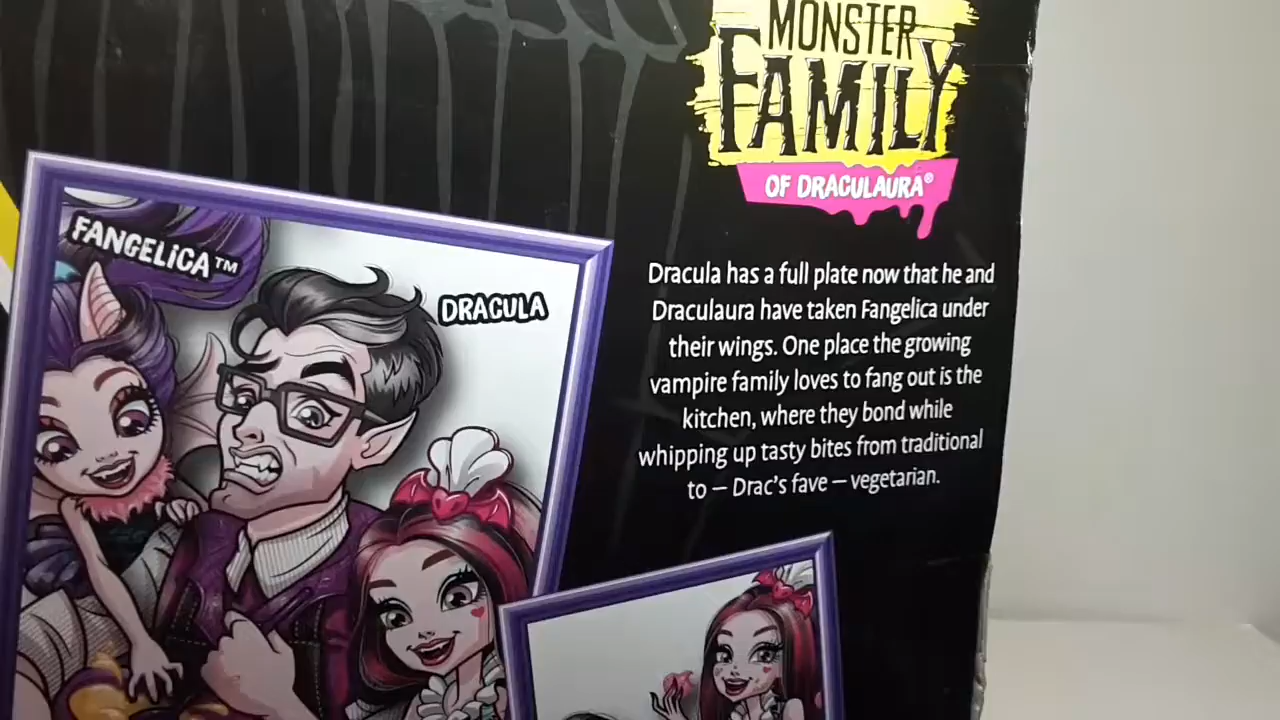 MONSTER
FAMILY
OF DRACULAURA®
FANGELiCA™
DRACULA
Dracula has a full plate now that he and
Draculaura have taken Fangelica under
their wings. One place the growing
vampire family loves to fang out is the
kitchen, where they bond while
whipping up tasty bites from traditional
to – Drac's fave – vegetarian.